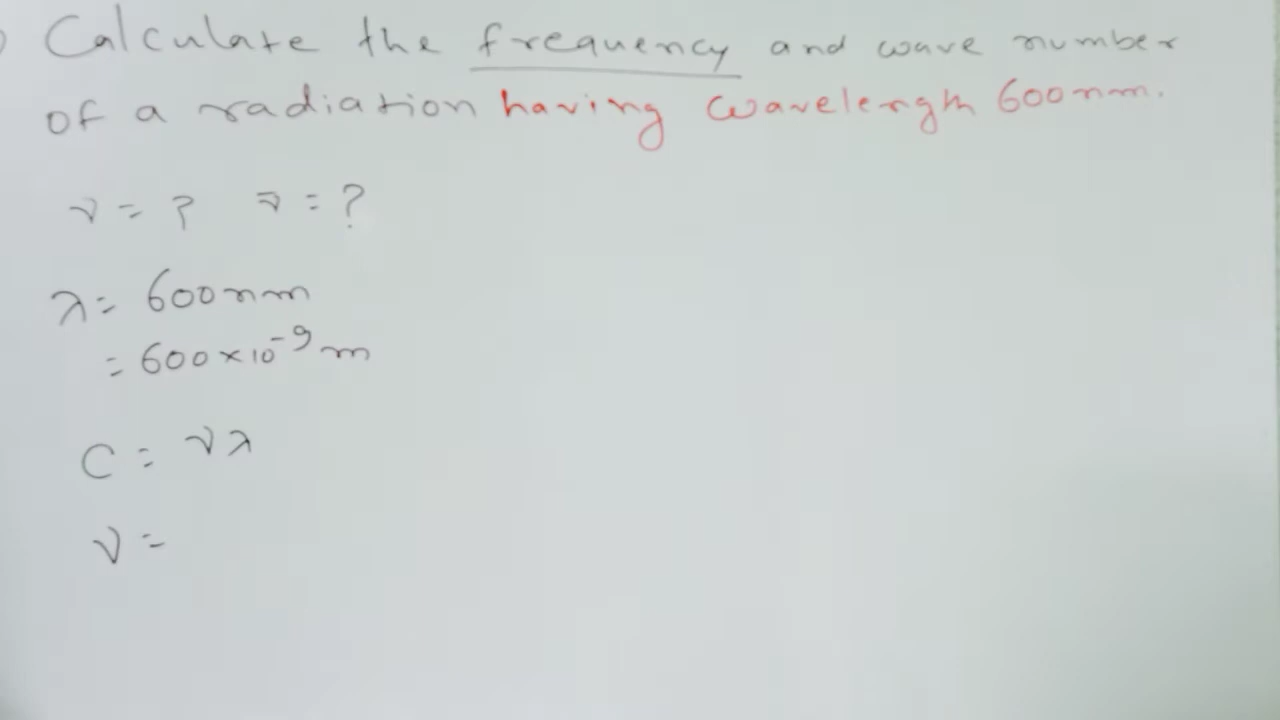 Calculate the frequency and wave number
of a radiation having wavelength 600nm.
ν = ? ν̅ = ?
λ = 600nm
= 600×10⁻⁹ m
C = νλ
ν =